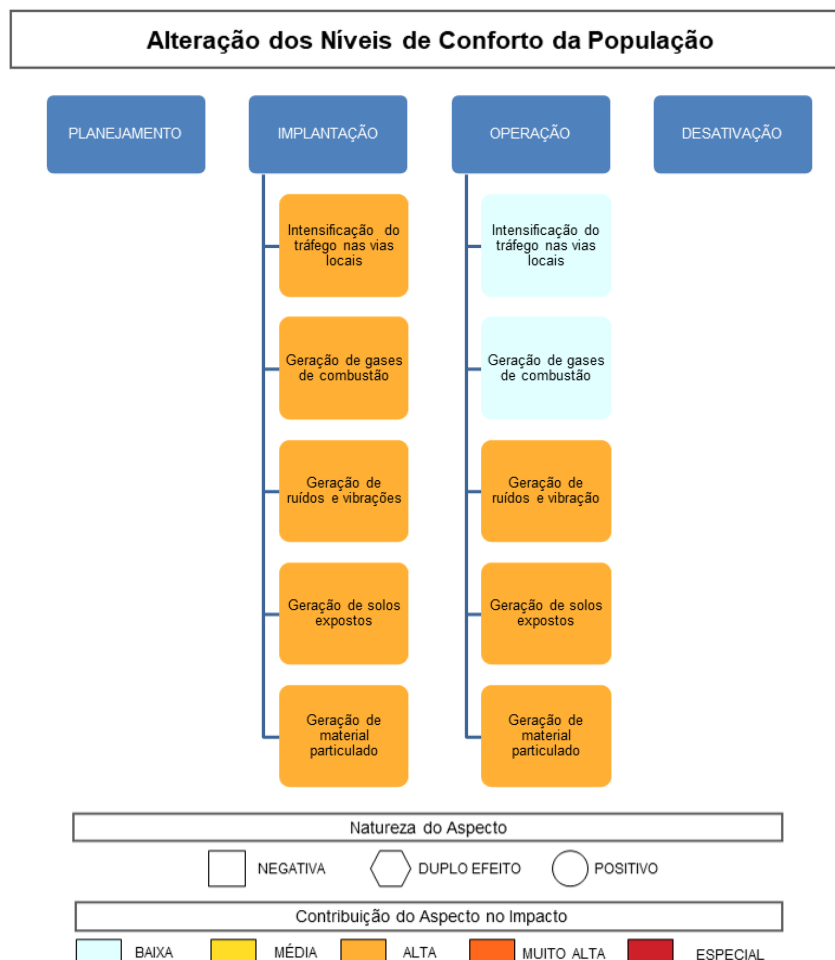 Alteração dos Níveis de Conforto da População
PLANEJAMENTO
IMPLANTAÇÃO
OPERAÇÃO
DESATIVAÇÃO
Intensificação do
tráfego nas vias
locais
Geração de gases
de combustão
Geração de
ruídos e vibrações
Geração de solos
expostos
Geração de
material
particulado
Intensificação do
tráfego nas vias
locais
Geração de gases
de combustão
Geração de
ruídos e vibração
Geração de solos
expostos
Geração de
material
particulado
Natureza do Aspecto
NEGATIVA
DUPLO EFEITO
POSITIVO
Contribuição do Aspecto no Impacto
BAIXA
MÉDIA
ALTA
MUITO ALTA
ESPECIAL